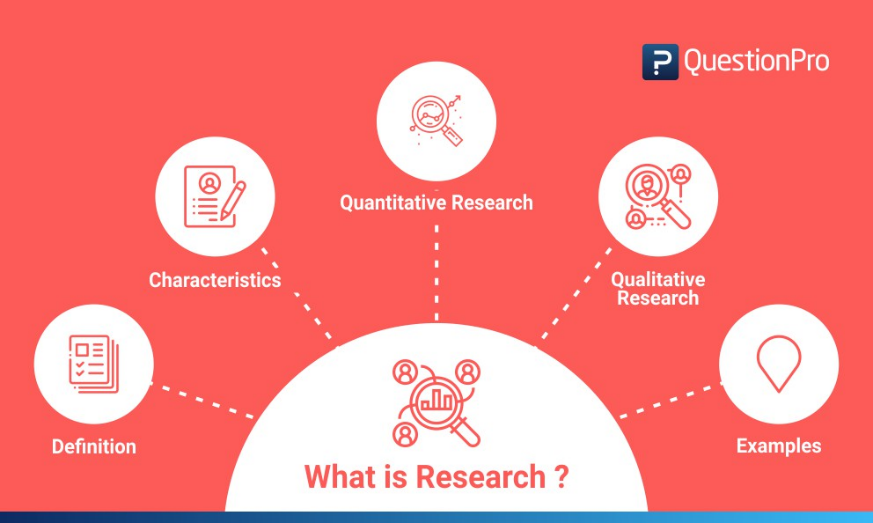 QuestionPro
Quantitative Research
Characteristics
Qualitative
Research
Definition
Examples
What is Research ?